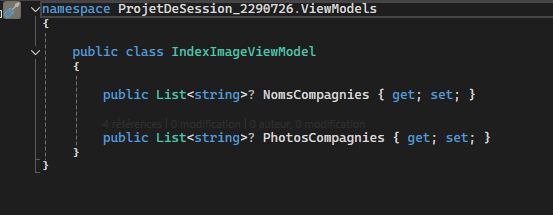 namespace ProjetDeSession_2290726.ViewModels
{
public class IndexImageViewModel
{
public List<string>? NomsCompagnies { get; set; }
4 références | 0 modification | 0 auteur, 0 modification
public List<string>? PhotosCompagnies { get; set; }
}
}